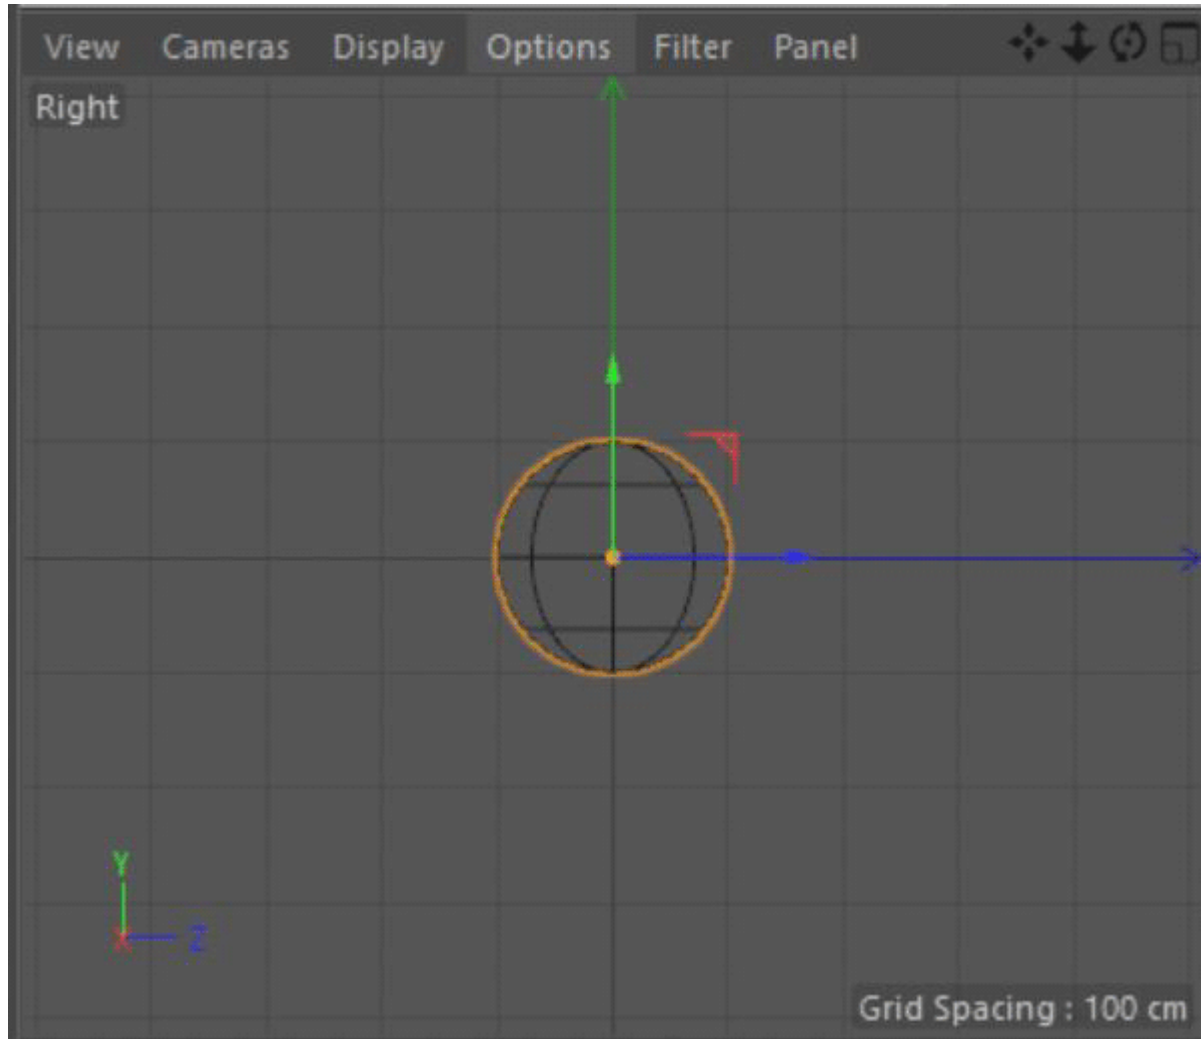 View Cameras Display Options Filter Panel
Right
Y
X Z
Grid Spacing : 100 cm